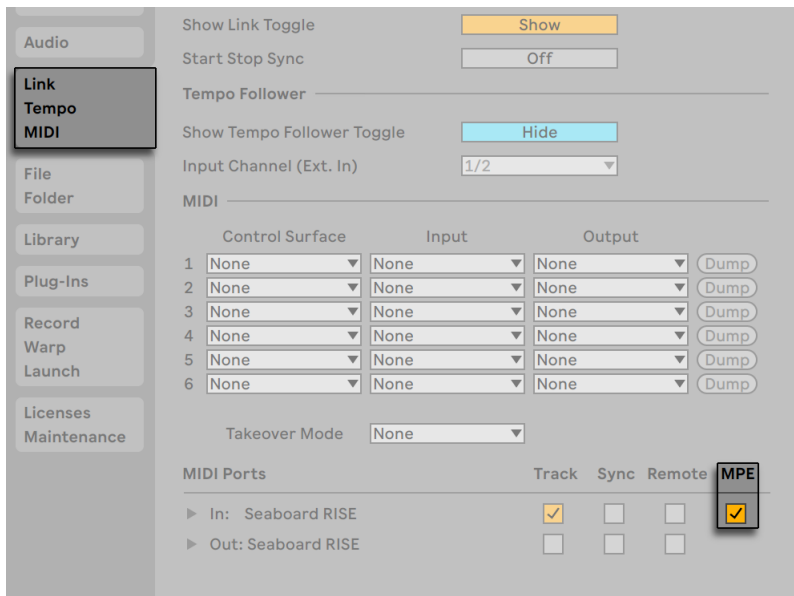 Show Link Toggle Show
Audio
Start Stop Sync Off
Link
Tempo
MIDI
Tempo Follower
Show Tempo Follower Toggle Hide
Input Channel (Ext. In) 1/2
File
Folder
MIDI
Library
Control Surface Input Output
1 None None None Dump
Plug-Ins
2 None None None Dump
3 None None None Dump
Record
Warp
Launch
4 None None None Dump
5 None None None Dump
6 None None None Dump
Licenses
Maintenance
Takeover Mode None
MIDI Ports Track Sync Remote MPE
In: Seaboard RISE
Out: Seaboard RISE